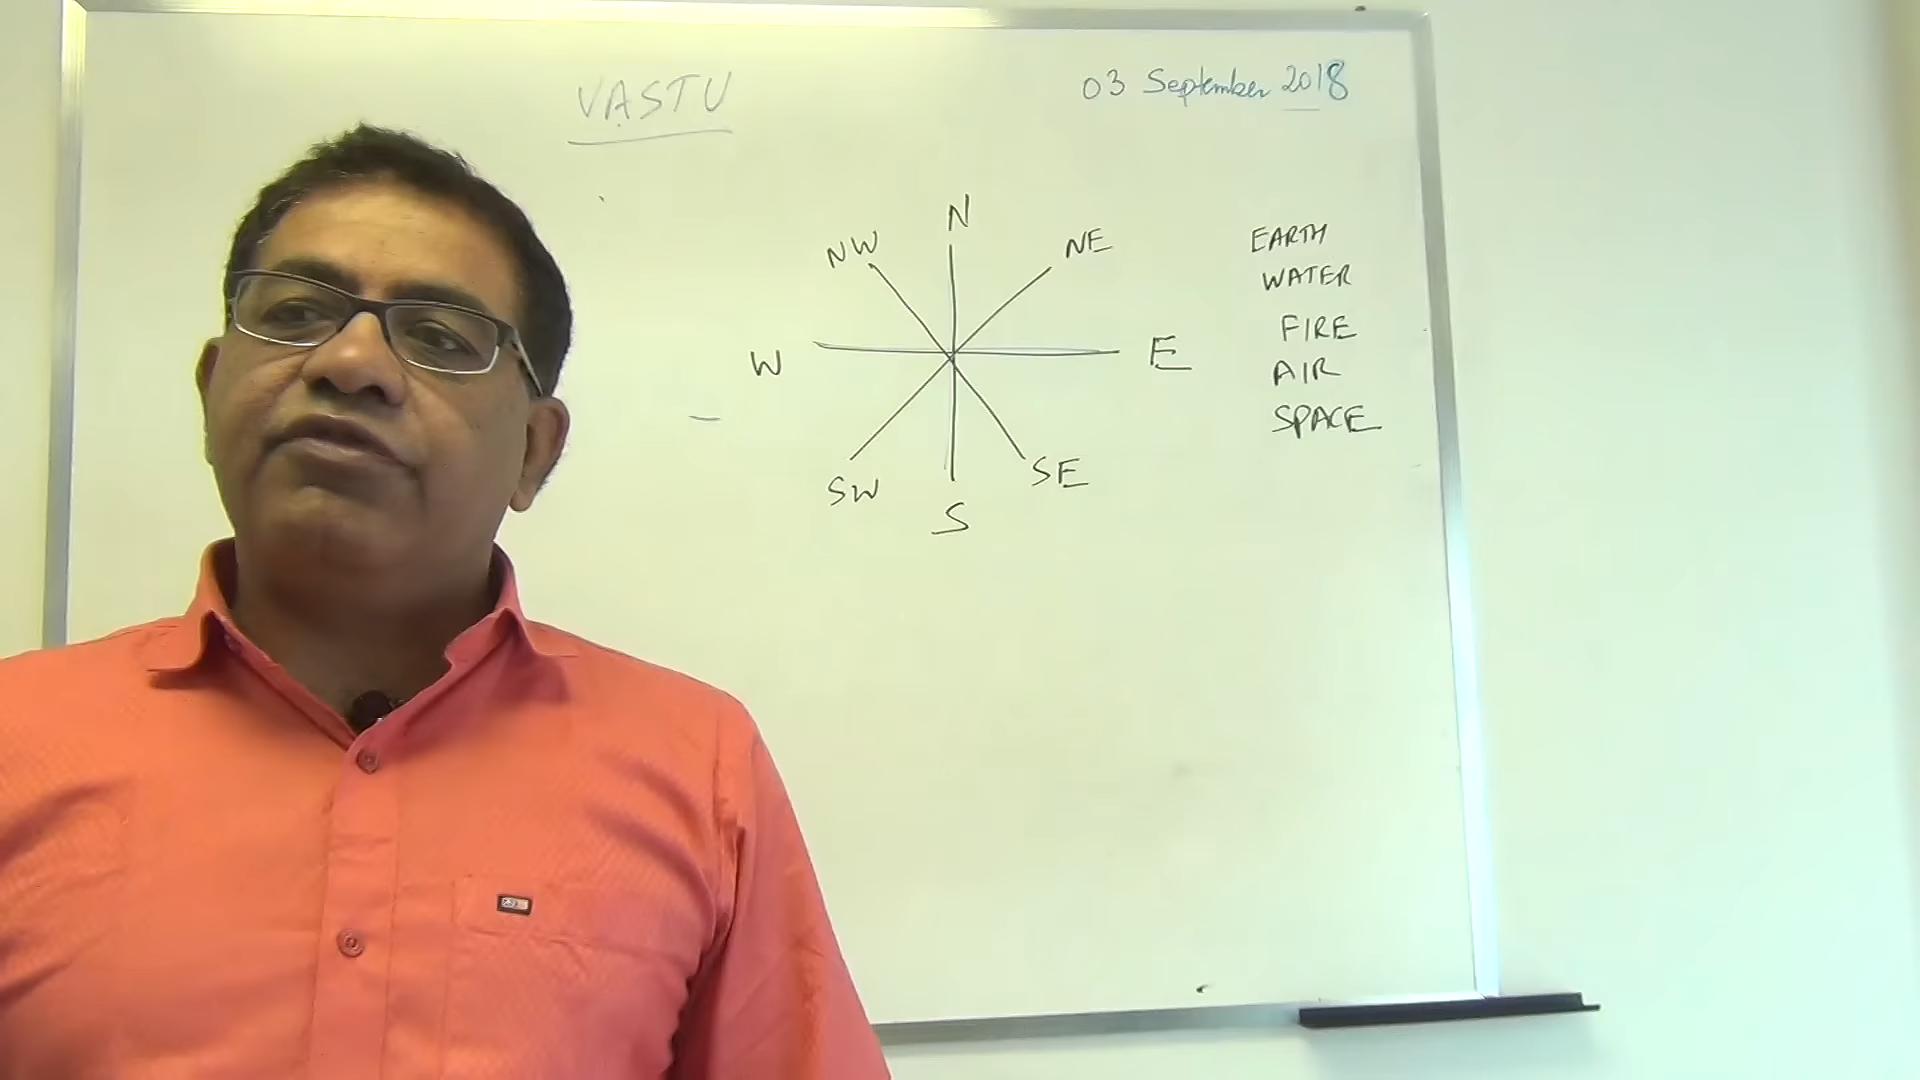 VASTU
03 September 2018
N
NW
NE
W
E
SW
SE
S
EARTH
WATER
FIRE
AIR
SPACE